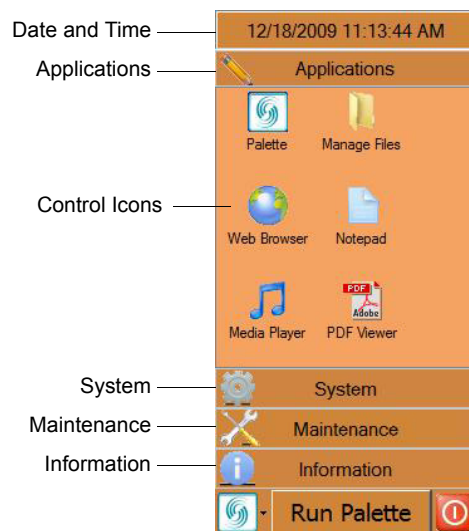 Date and Time
12/18/2009 11:13:44 AM
Applications
Applications
Palette
Manage Files
Control Icons
Web Browser
Notepad
PDF
Adobe
Media Player
PDF Viewer
System
System
Maintenance
Maintenance
Information
Information
Run Palette